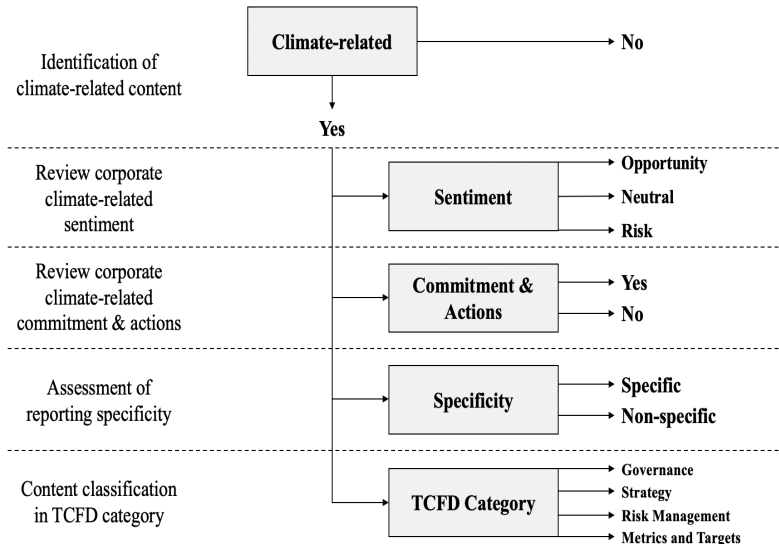 Climate-related
No
Identification of
climate-related content
Yes
Review corporate
climate-related
sentiment
Sentiment
Opportunity
Neutral
Risk
Review corporate
climate-related
commitment & actions
Commitment &
Actions
Yes
No
Assessment of
reporting specificity
Specificity
Specific
Non-specific
Content classification
in TCFD category
TCFD Category
Governance
Strategy
Risk Management
Metrics and Targets